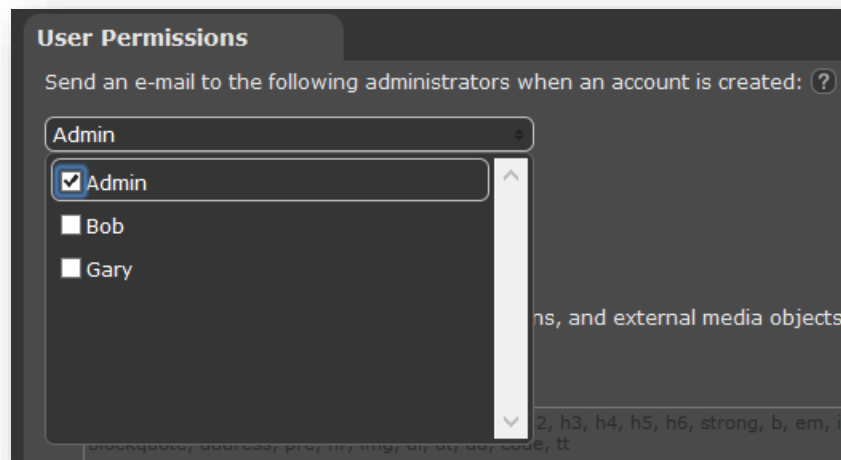 User Permissions
Send an e-mail to the following administrators when an account is created: ?
Admin
Admin
Bob
Gary
ns, and external media objects
2, h3, h4, h5, h6, strong, b, em, i
blockquote, address, pre, hr, img, dl, dt, dd, code, tt